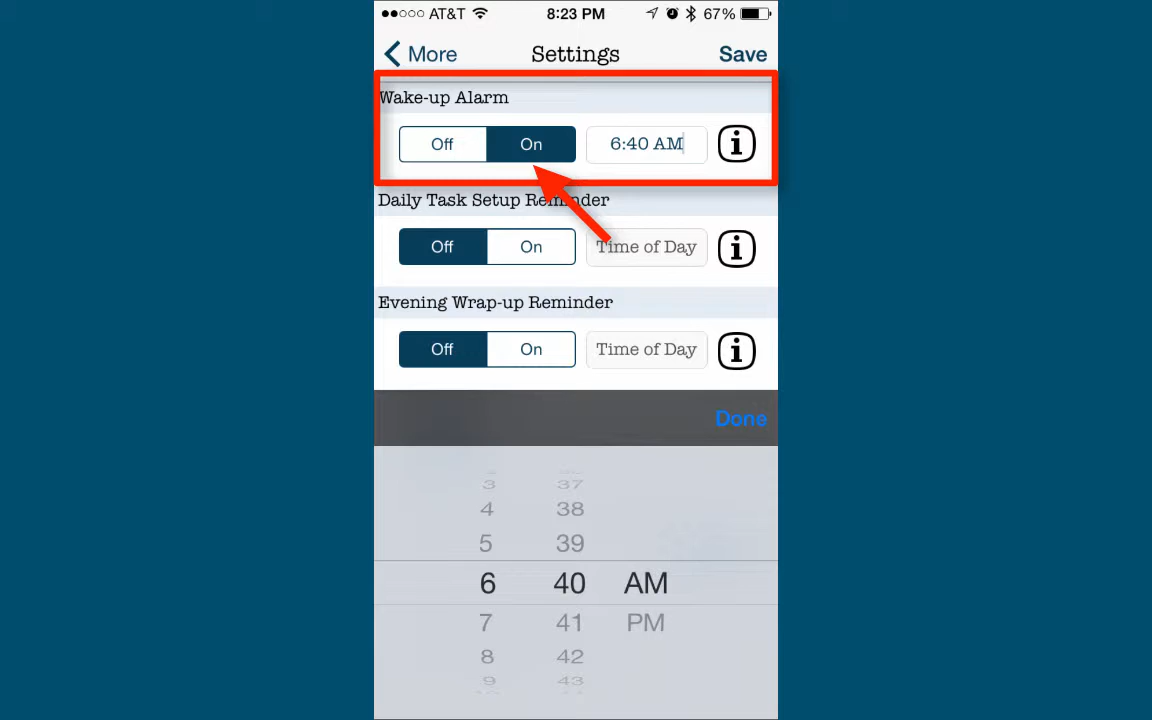 AT&T 8:23 PM 67%
More Settings Save
Wake-up Alarm
Off On 6:40 AM i
Daily Task Setup Reminder
Off On Time of Day i
Evening Wrap-up Reminder
Off On Time of Day i
Done
3 37
4 38
5 39
6 40 AM
7 41 PM
8 42
9 43